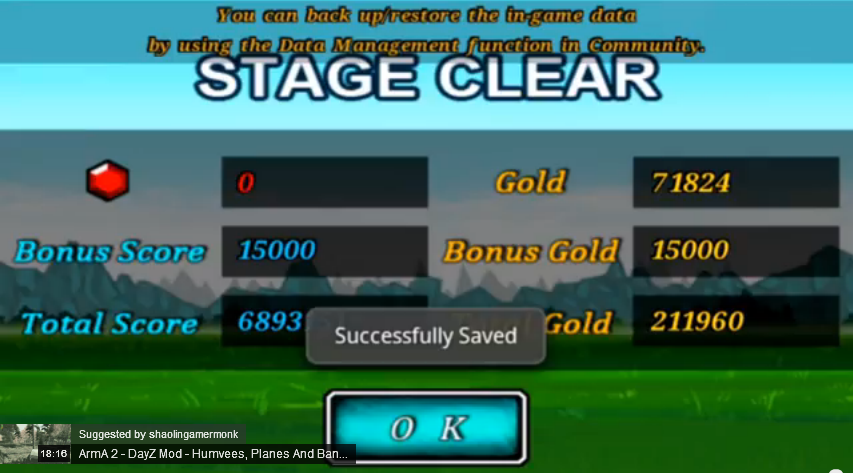 You can back up/restore the in-game data
by using the Data Management function in Community.
STAGE CLEAR
0 Gold 71824
Bonus Score 15000 Bonus Gold 15000
Total Score Gold 211960
Successfully Saved
O K
Suggested by shaolingamermonk
18:16 ArmA 2 - DayZ Mod - Humvees, Planes And Ban...